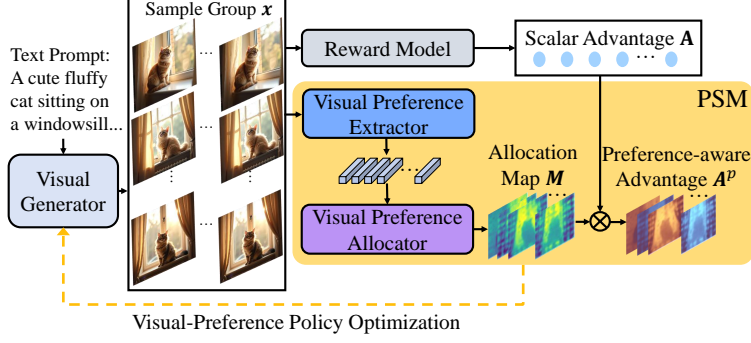 Text Prompt:
A cute fluffy
cat sitting on
a windowsill...
Visual
Generator
Sample Group x
...
...
...
Reward Model
Scalar Advantage A
...
PSM
Visual Preference
Extractor
...
Visual Preference
Allocator
Allocation
Map M
...
Preference-aware
Advantage A^p
...
Visual-Preference Policy Optimization